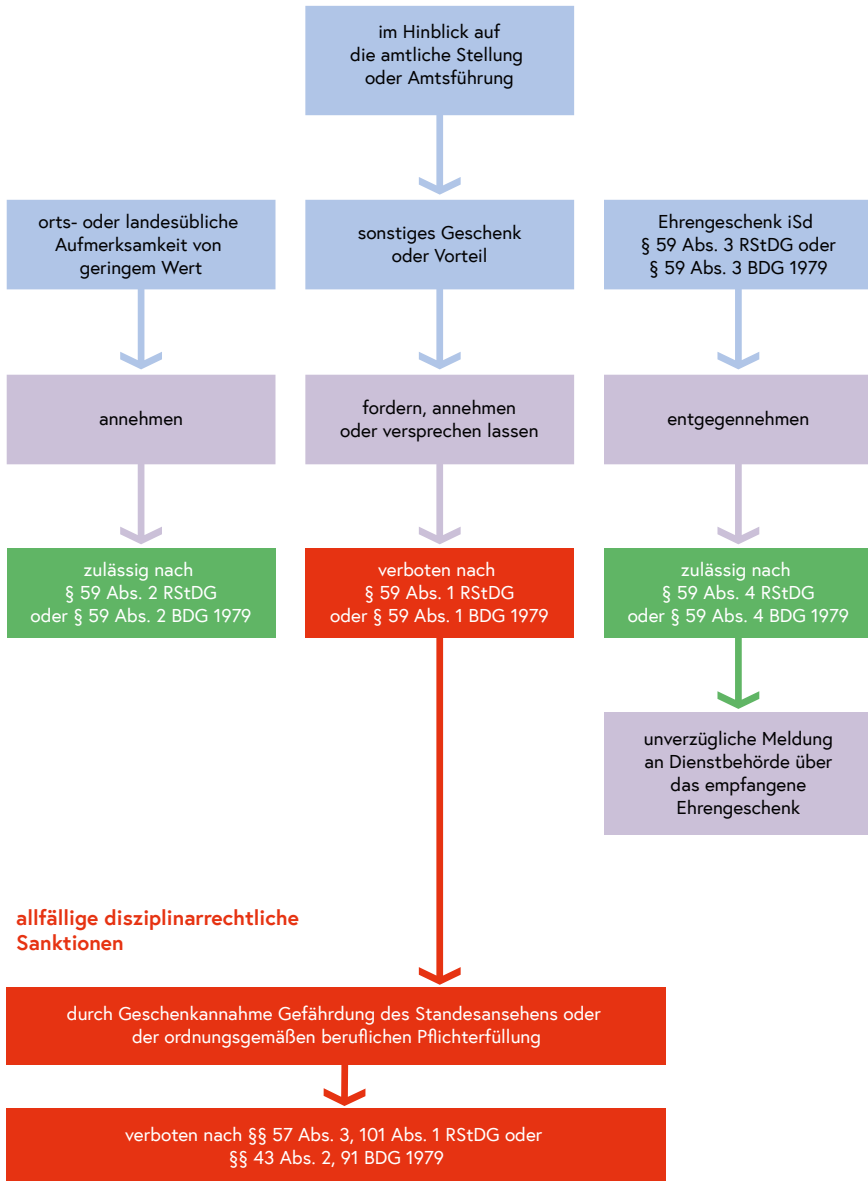 im Hinblick auf
die amtliche Stellung
oder Amtsführung
orts- oder landesübliche
Aufmerksamkeit von
geringem Wert
sonstiges Geschenk
oder Vorteil
Ehrengeschenk iSd
§ 59 Abs. 3 RStDG oder
§ 59 Abs. 3 BDG 1979
annehmen
fordern, annehmen
oder versprechen lassen
entgegennehmen
zulässig nach
§ 59 Abs. 2 RStDG
oder § 59 Abs. 2 BDG 1979
verboten nach
§ 59 Abs. 1 RStDG
oder § 59 Abs. 1 BDG 1979
zulässig nach
§ 59 Abs. 4 RStDG
oder § 59 Abs. 4 BDG 1979
unverzügliche Meldung
an Dienstbehörde über
das empfangene
Ehrengeschenk
allfällige disziplinarrechtliche
Sanktionen
durch Geschenkannahme Gefährdung des Standesansehens oder
der ordnungsgemäßen beruflichen Pflichterfüllung
verboten nach §§ 57 Abs. 3, 101 Abs. 1 RStDG oder
§§ 43 Abs. 2, 91 BDG 1979